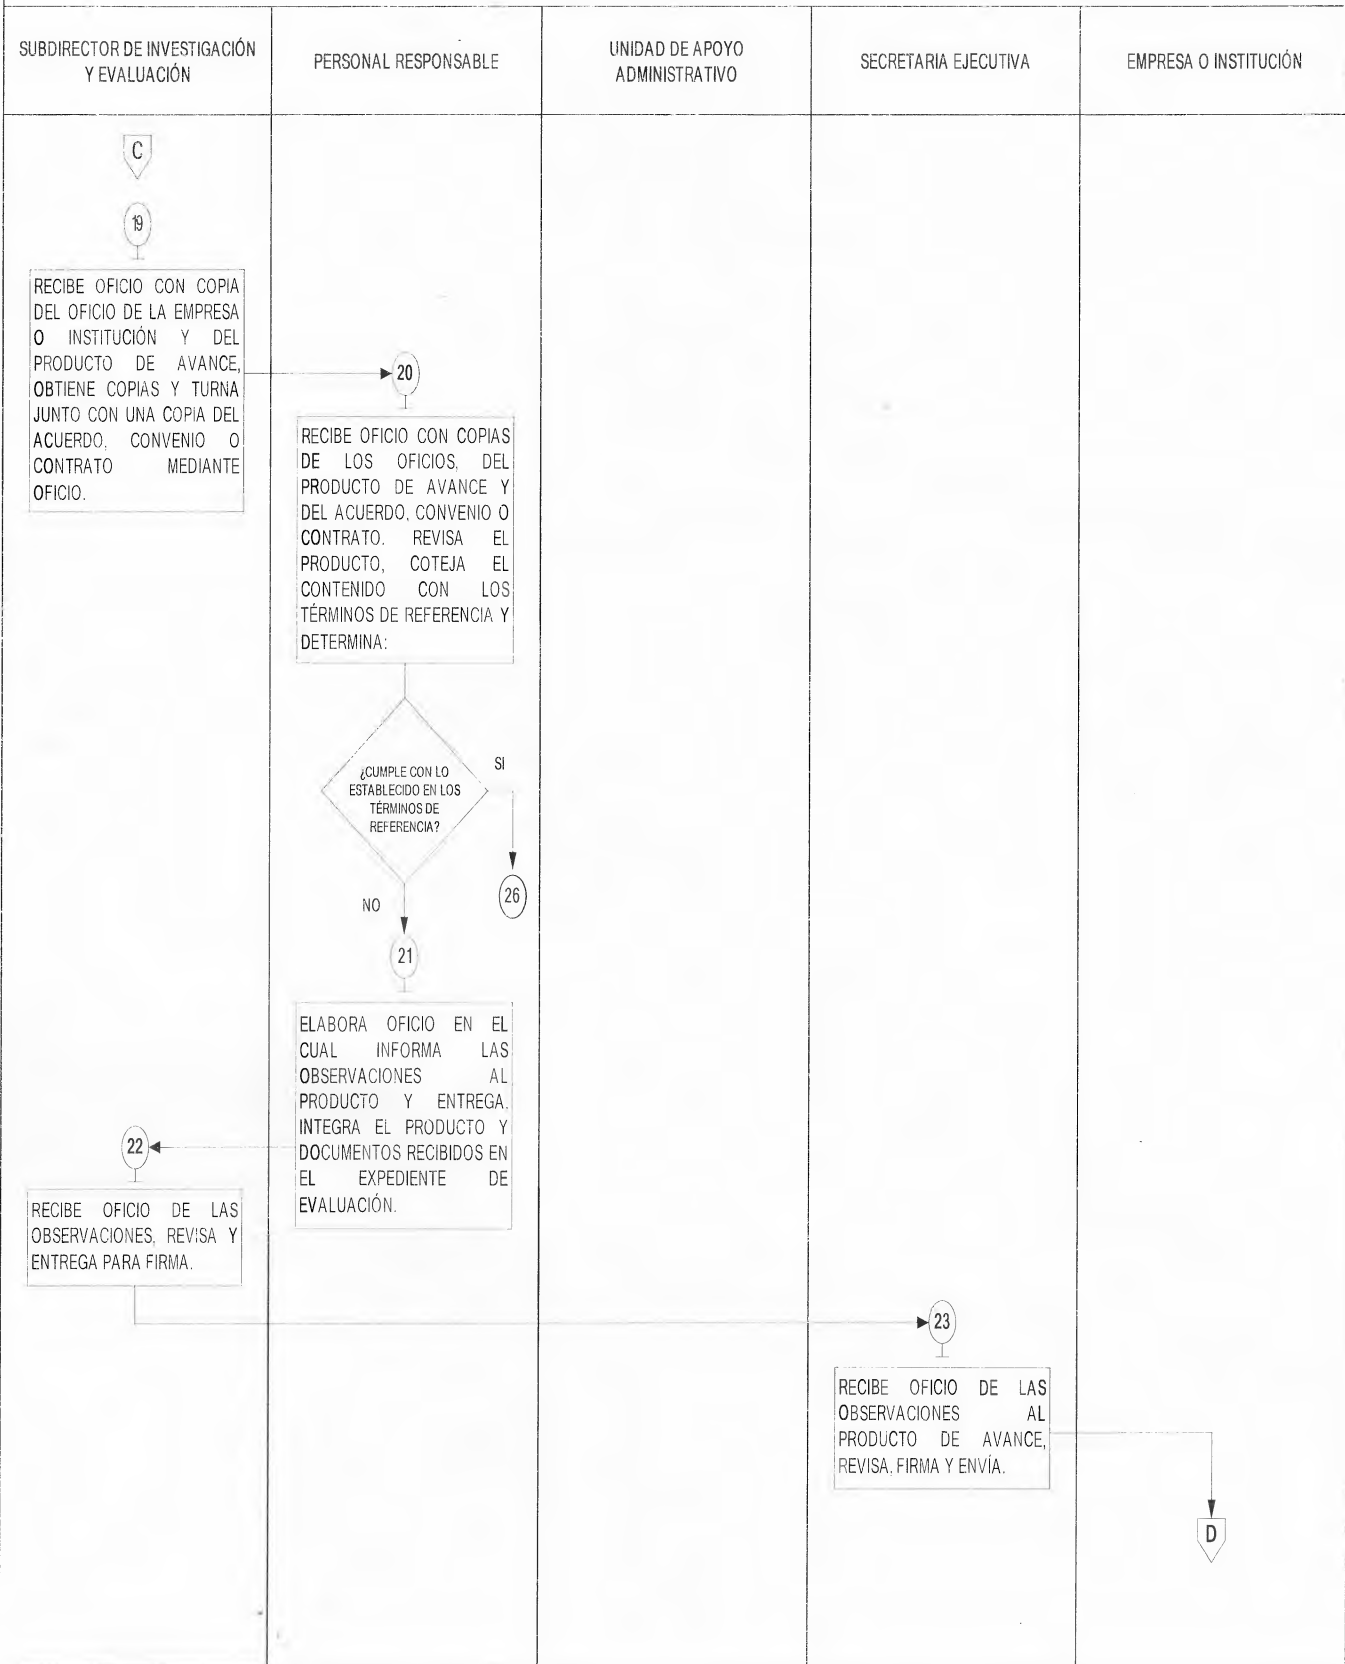 SUBDIRECTOR DE INVESTIGACIÓN
Y EVALUACIÓN
PERSONAL RESPONSABLE
UNIDAD DE APOYO
ADMINISTRATIVO
SECRETARIA EJECUTIVA
EMPRESA O INSTITUCIÓN
C
19
RECIBE OFICIO CON COPIA
DEL OFICIO DE LA EMPRESA
O INSTITUCIÓN Y DEL
PRODUCTO DE AVANCE,
OBTIENE COPIAS Y TURNA
JUNTO CON UNA COPIA DEL
ACUERDO, CONVENIO O
CONTRATO MEDIANTE
OFICIO.
20
RECIBE OFICIO CON COPIAS
DE LOS OFICIOS, DEL
PRODUCTO DE AVANCE Y
DEL ACUERDO, CONVENIO O
CONTRATO. REVISA EL
PRODUCTO, COTEJA EL
CONTENIDO CON LOS
TÉRMINOS DE REFERENCIA Y
DETERMINA:
¿CUMPLE CON LO
ESTABLECIDO EN LOS
TÉRMINOS DE
REFERENCIA?
SI
26
NO
21
ELABORA OFICIO EN EL
CUAL INFORMA LAS
OBSERVACIONES AL
PRODUCTO Y ENTREGA.
INTEGRA EL PRODUCTO Y
DOCUMENTOS RECIBIDOS EN
EL EXPEDIENTE DE
EVALUACIÓN.
22
RECIBE OFICIO DE LAS
OBSERVACIONES, REVISA Y
ENTREGA PARA FIRMA.
23
RECIBE OFICIO DE LAS
OBSERVACIONES AL
PRODUCTO DE AVANCE,
REVISA, FIRMA Y ENVÍA.
D